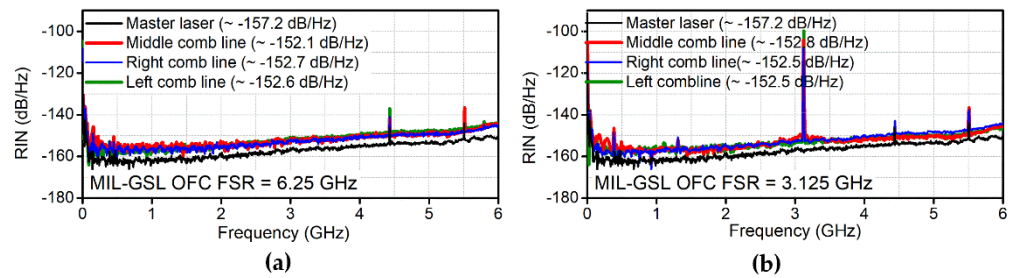 Master laser (~ -157.2 dB/Hz)
Middle comb line (~ -152.1 dB/Hz)
Right comb line (~ -152.7 dB/Hz)
Left comb line (~ -152.6 dB/Hz)
RIN (dB/Hz)
-100
-120
-140
-160
-180
MIL-GSL OFC FSR = 6.25 GHz
0 1 2 3 4 5 6
Frequency (GHz)
(a)
Master laser (~ -157.2 dB/Hz)
Middle comb line (~ -152.8 dB/Hz)
Right comb line(~ -152.5 dB/Hz)
Left combline (~ -152.5 dB/Hz)
RIN (dB/Hz)
-100
-120
-140
-160
-180
MIL-GSL OFC FSR = 3.125 GHz
0 1 2 3 4 5 6
Frequency (GHz)
(b)